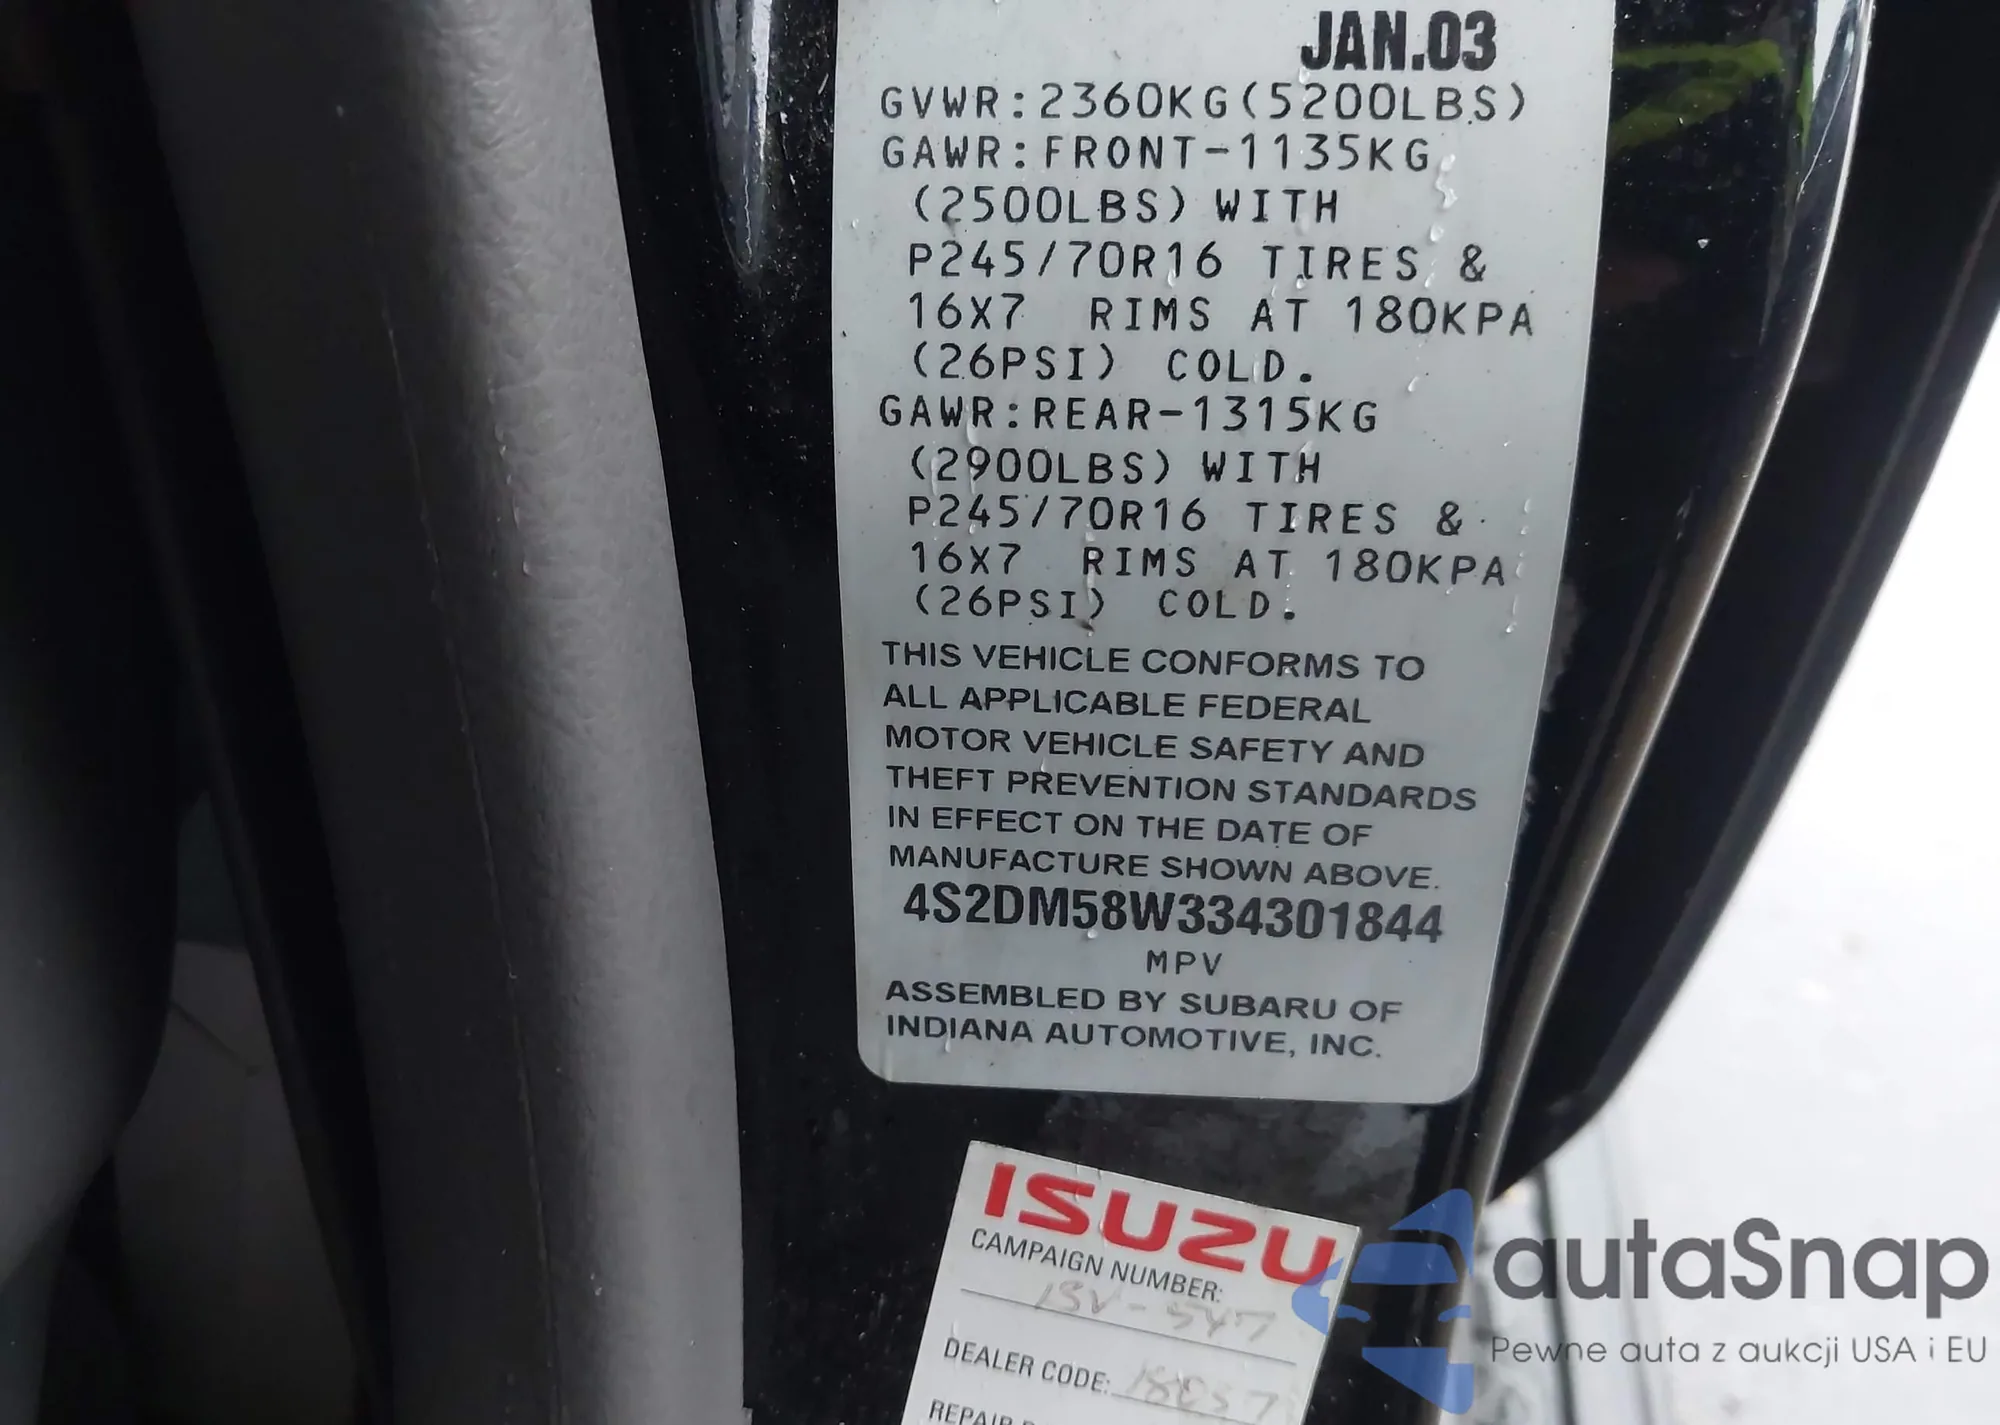 JAN.03
GVWR:2360KG(5200LBS)
GAWR:FRONT-1135KG
(2500LBS) WITH
P245/70R16 TIRES &
16X7 RIMS AT 180KPA
(26PSI) COLD.
GAWR:REAR-1315KG
(2900LBS) WITH
P245/70R16 TIRES &
16X7 RIMS AT 180KPA
(26PSI) COLD.
THIS VEHICLE CONFORMS TO
ALL APPLICABLE FEDERAL
MOTOR VEHICLE SAFETY AND
THEFT PREVENTION STANDARDS
IN EFFECT ON THE DATE OF
MANUFACTURE SHOWN ABOVE.
4S2DM58W334301844
MPV
ASSEMBLED BY SUBARU OF
INDIANA AUTOMOTIVE, INC.
ISUZU
CAMPAIGN NUMBER:
DEALER CODE:
REPAIR
autaSnap
Pewne auta z aukcji USA i EU